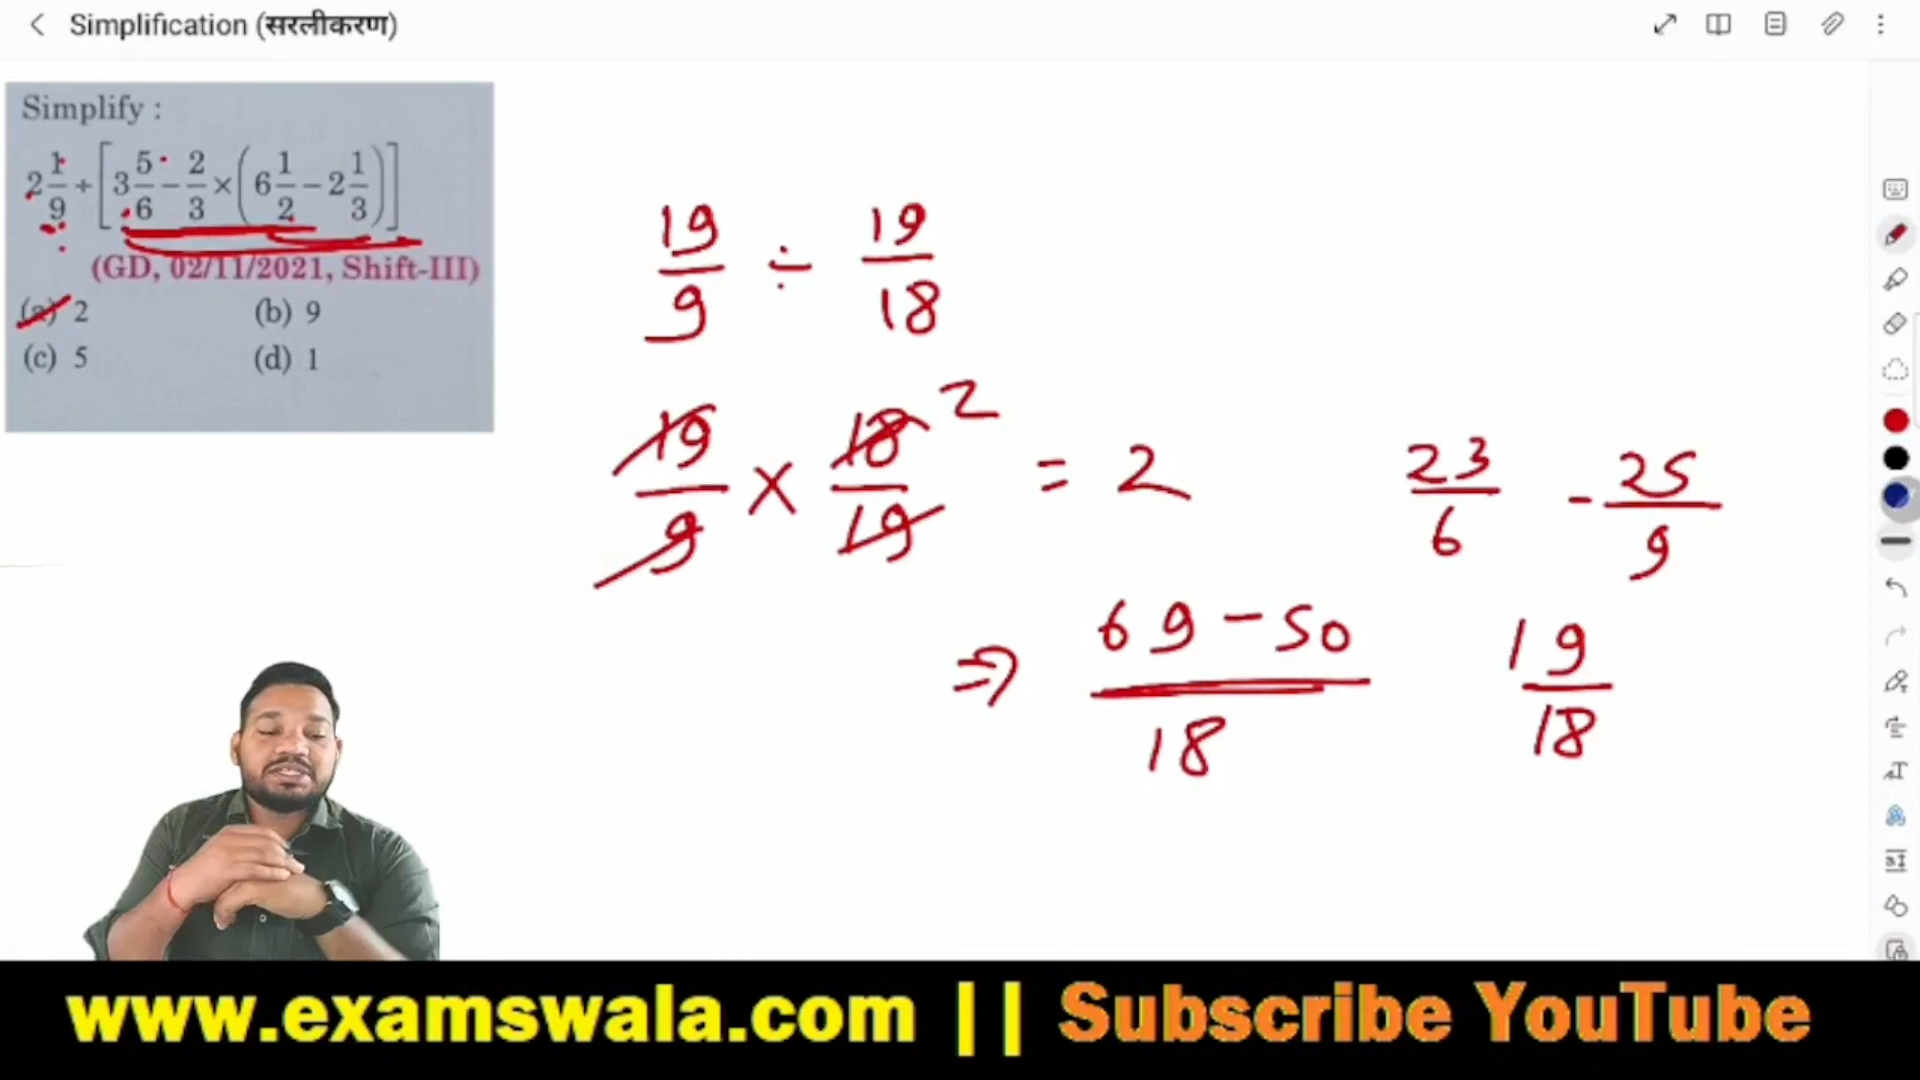 Simplification (सरलीकरण)
Simplify :
2 1/9 ÷ [3 5/6 − 2/3 × (6 1/2 − 2 1/3)]
(GD, 02/11/2021, Shift-III)
(a) 2 (b) 9
(c) 5 (d) 1
19/9 ÷ 19/18
19/9 × 18/19 2 = 2
23/6 - 25/9
⇒ 69-50/18 19/18
www.examswala.com || Subscribe YouTube